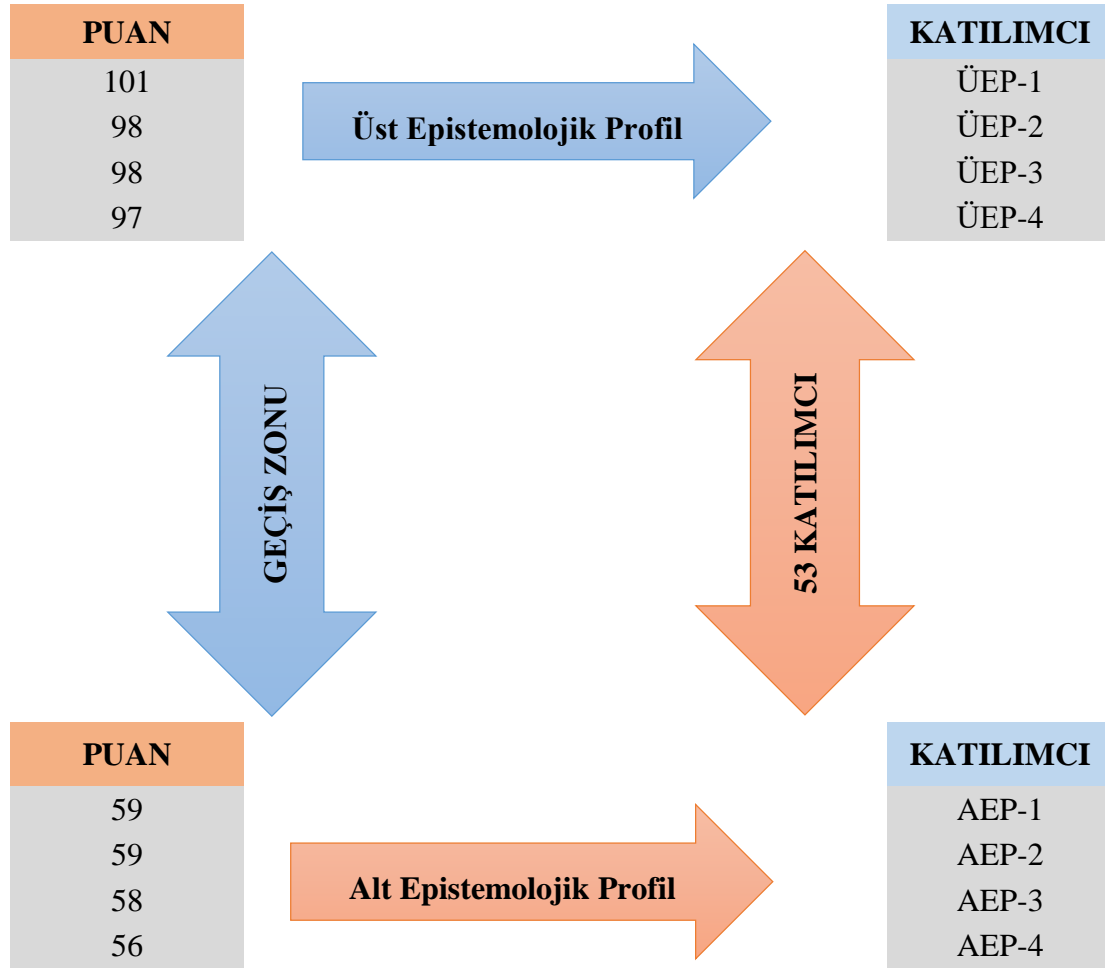 PUAN
101
98
98
97
Üst Epistemolojik Profil
KATILIMCI
ÜEP-1
ÜEP-2
ÜEP-3
ÜEP-4
GEÇİŞ ZONU
53 KATILIMCI
PUAN
59
59
58
56
Alt Epistemolojik Profil
KATILIMCI
AEP-1
AEP-2
AEP-3
AEP-4